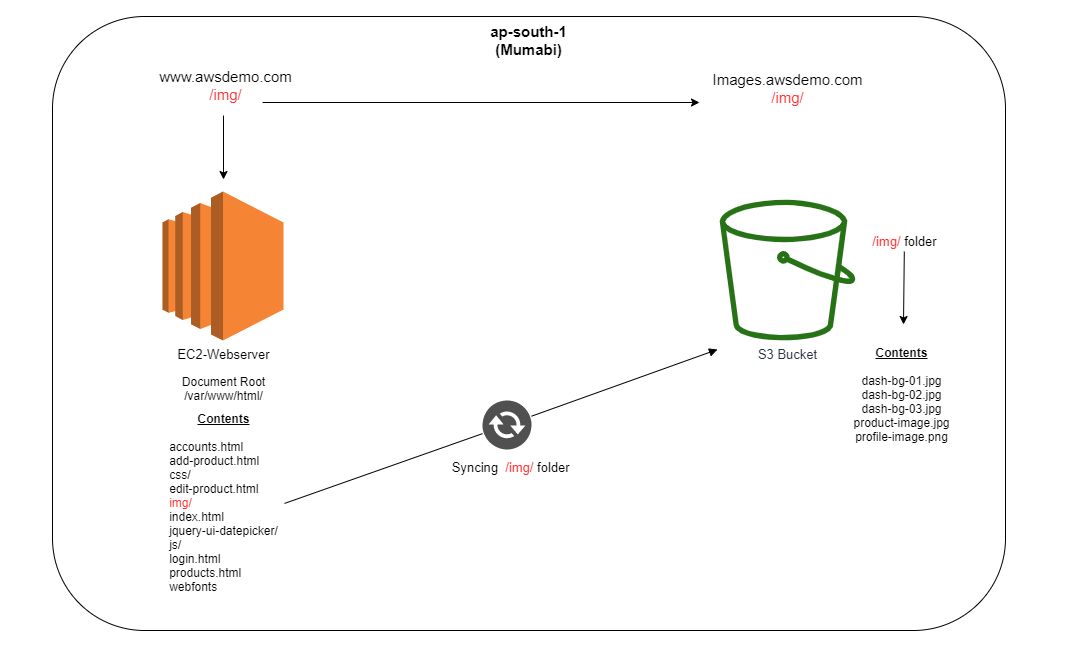 ap-south-1
(Mumabi)
www.awsdemo.com
/img/
Images.awsdemo.com
/img/
/img/ folder
EC2-Webserver
Document Root
/var/www/html/
Contents
accounts.html
add-product.html
css/
edit-product.html
img/
index.html
jquery-ui-datepicker/
js/
login.html
products.html
webfonts
Syncing /img/ folder
S3 Bucket
Contents
dash-bg-01.jpg
dash-bg-02.jpg
dash-bg-03.jpg
product-image.jpg
profile-image.png